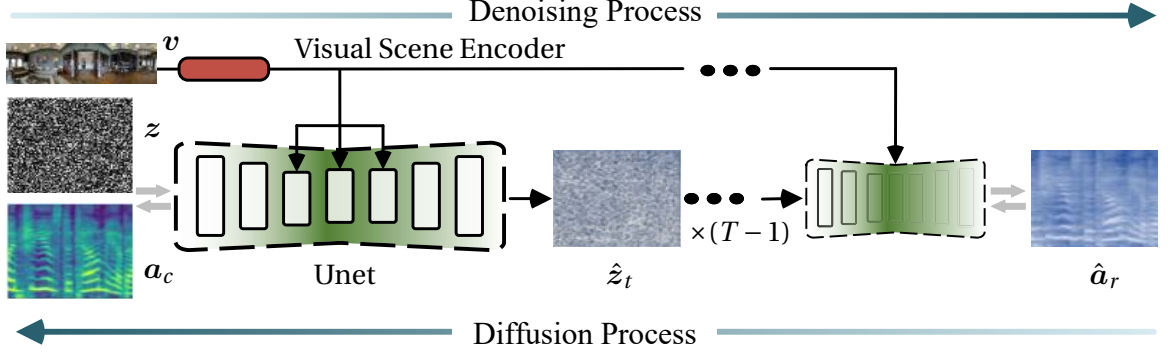 Denoising Process
v
Visual Scene Encoder
z
a_c
Unet
ẑ_t
×(T − 1)
â_r
Diffusion Process